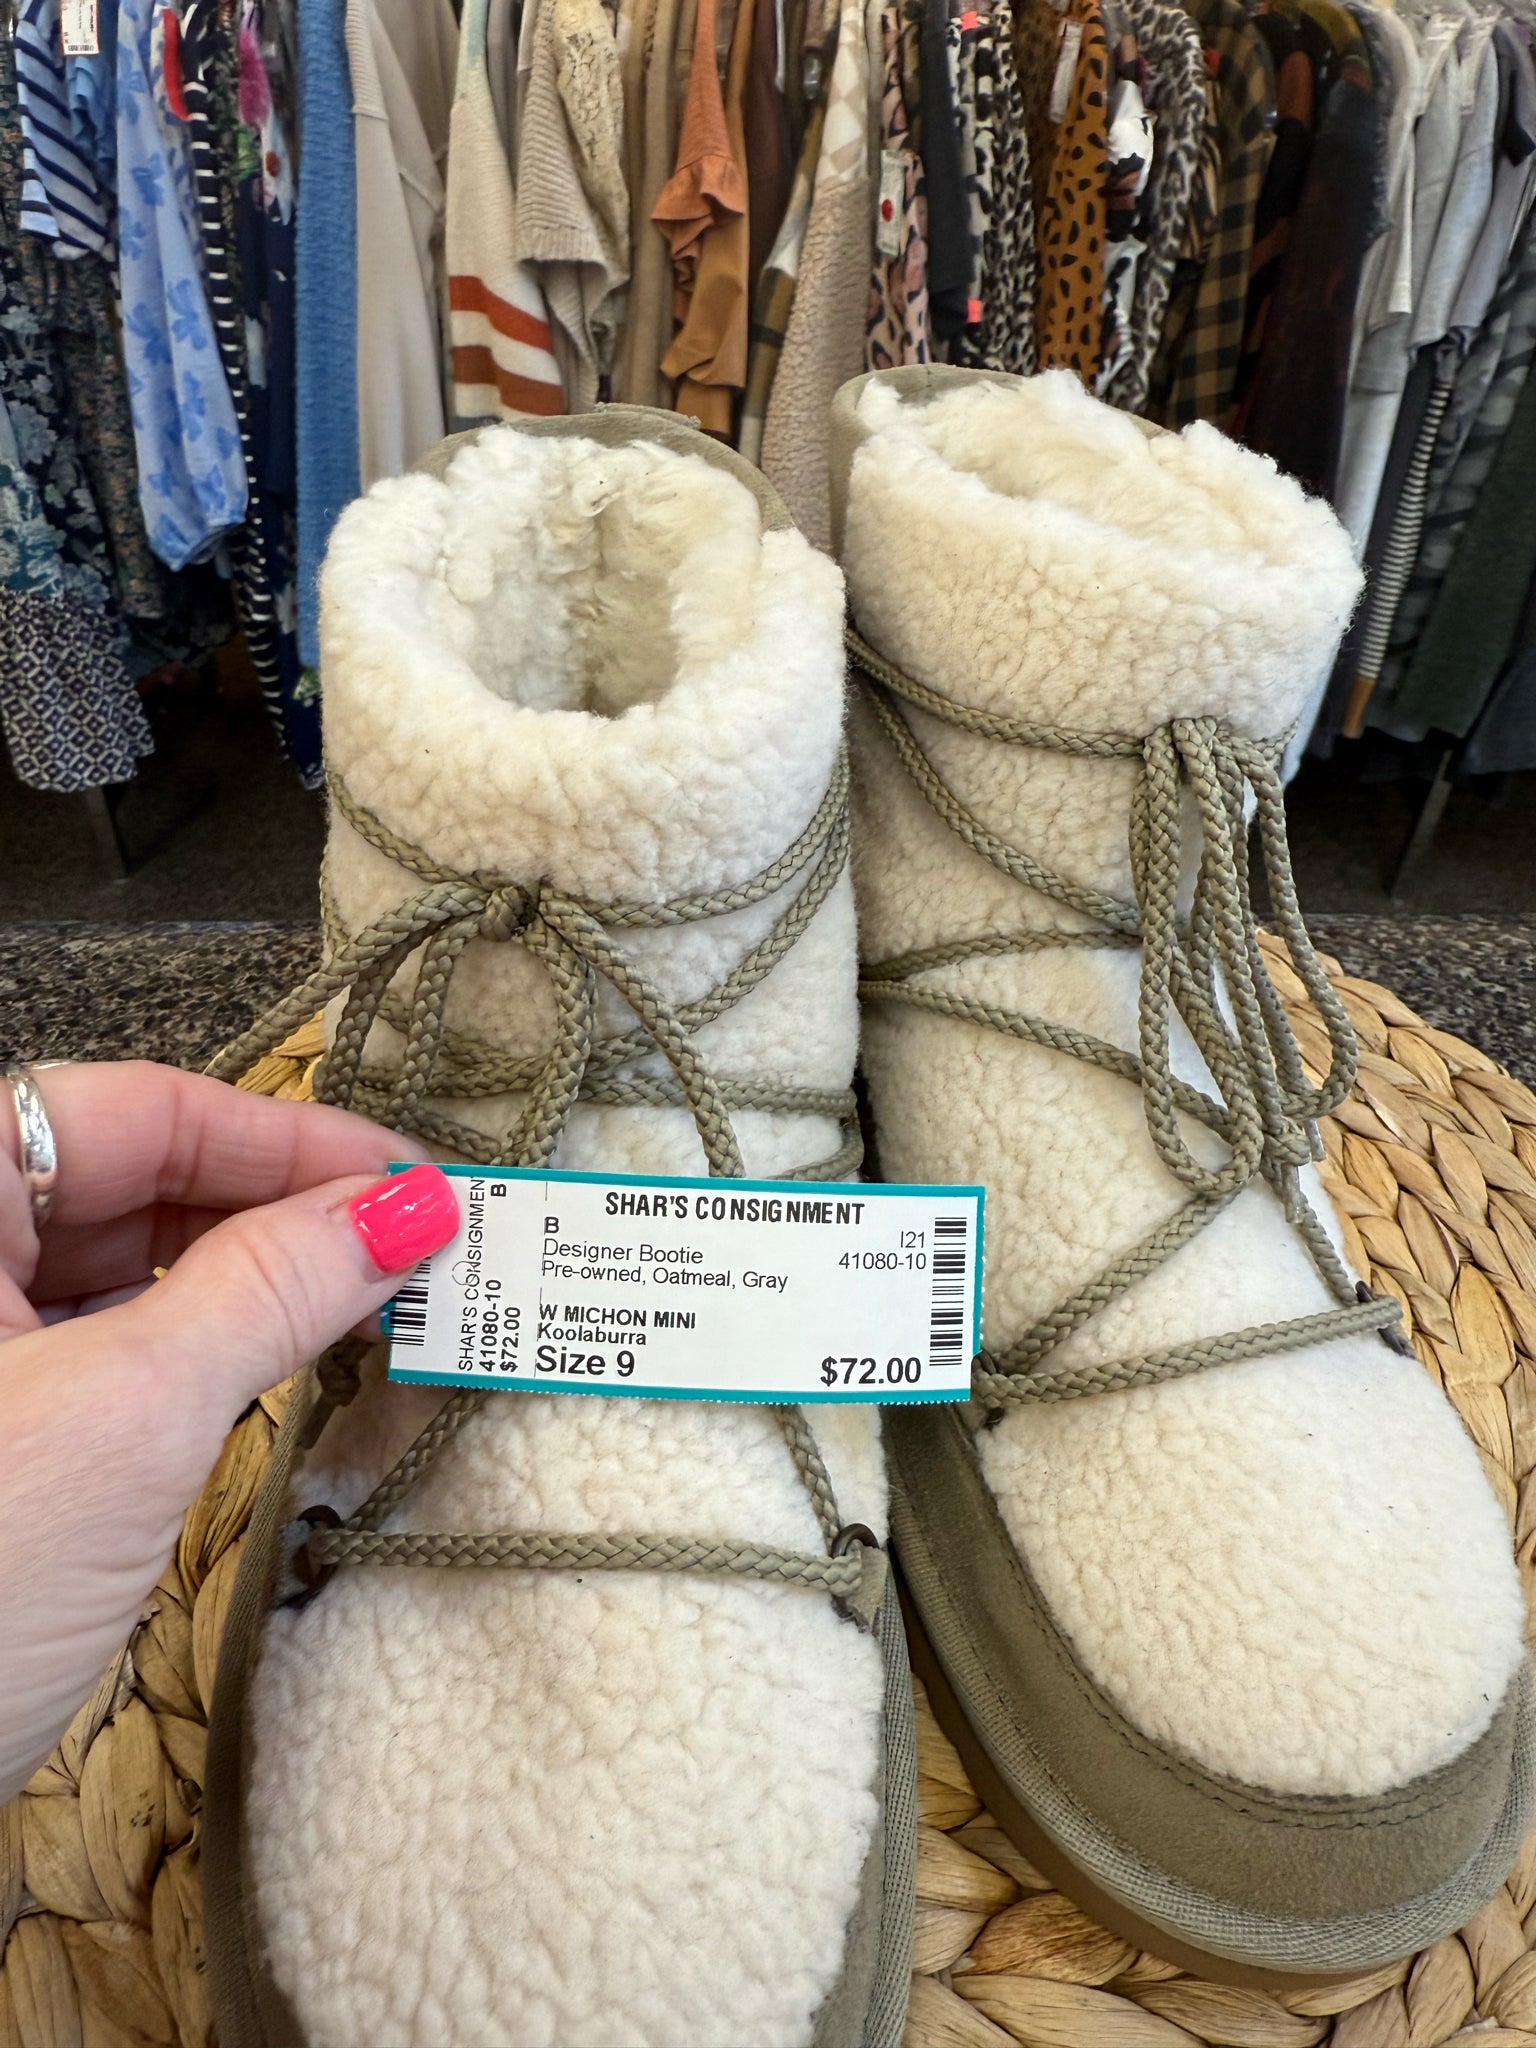 SHAR'S CONSIGNMENT
B
41080-10
$72.00
SHAR'S CONSIGNMENT
B
I21
Designer Bootie
41080-10
Pre-owned, Oatmeal, Gray
W MICHON MINI
Koolaburra
Size 9
$72.00